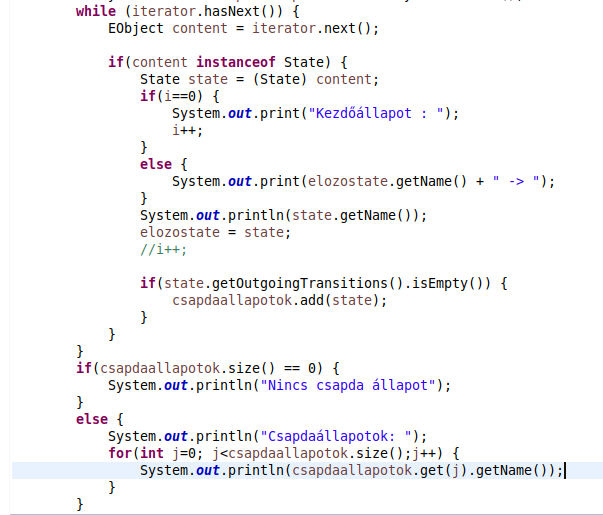 while (iterator.hasNext()) {
EObject content = iterator.next();
if(content instanceof State) {
State state = (State) content;
if(i==0) {
System.out.print("Kezdőállapot : ");
i++;
}
else {
System.out.print(elozostate.getName() + " -> ");
}
System.out.println(state.getName());
elozostate = state;
//i++;
if(state.getOutgoingTransitions().isEmpty()) {
csapdaallapotok.add(state);
}
}
}
if(csapdaallapotok.size() == 0) {
System.out.println("Nincs csapda állapot");
}
else {
System.out.println("Csapdaállapotok: ");
for(int j=0; j<csapdaallapotok.size();j++) {
System.out.println(csapdaallapotok.get(j).getName());
}
}